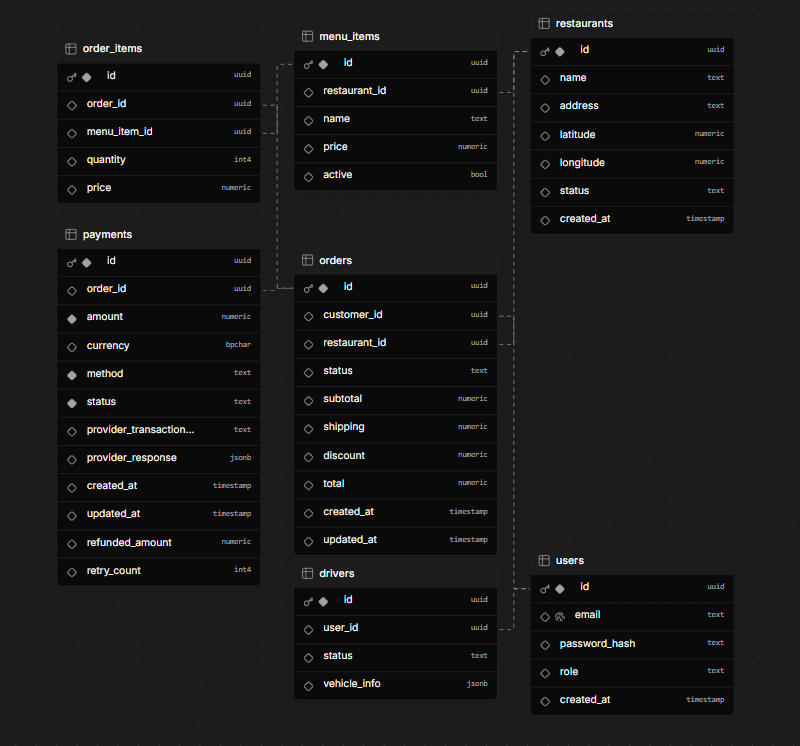 order_items
id uuid
order_id uuid
menu_item_id uuid
quantity int4
price numeric
payments
id uuid
order_id uuid
amount numeric
currency bpchar
method text
status text
provider_transaction... text
provider_response jsonb
created_at timestamp
updated_at timestamp
refunded_amount numeric
retry_count int4
menu_items
id uuid
restaurant_id uuid
name text
price numeric
active bool
orders
id uuid
customer_id uuid
restaurant_id uuid
status text
subtotal numeric
shipping numeric
discount numeric
total numeric
created_at timestamp
updated_at timestamp
drivers
id uuid
user_id uuid
status text
vehicle_info jsonb
restaurants
id uuid
name text
address text
latitude numeric
longitude numeric
status text
created_at timestamp
users
id uuid
email text
password_hash text
role text
created_at timestamp